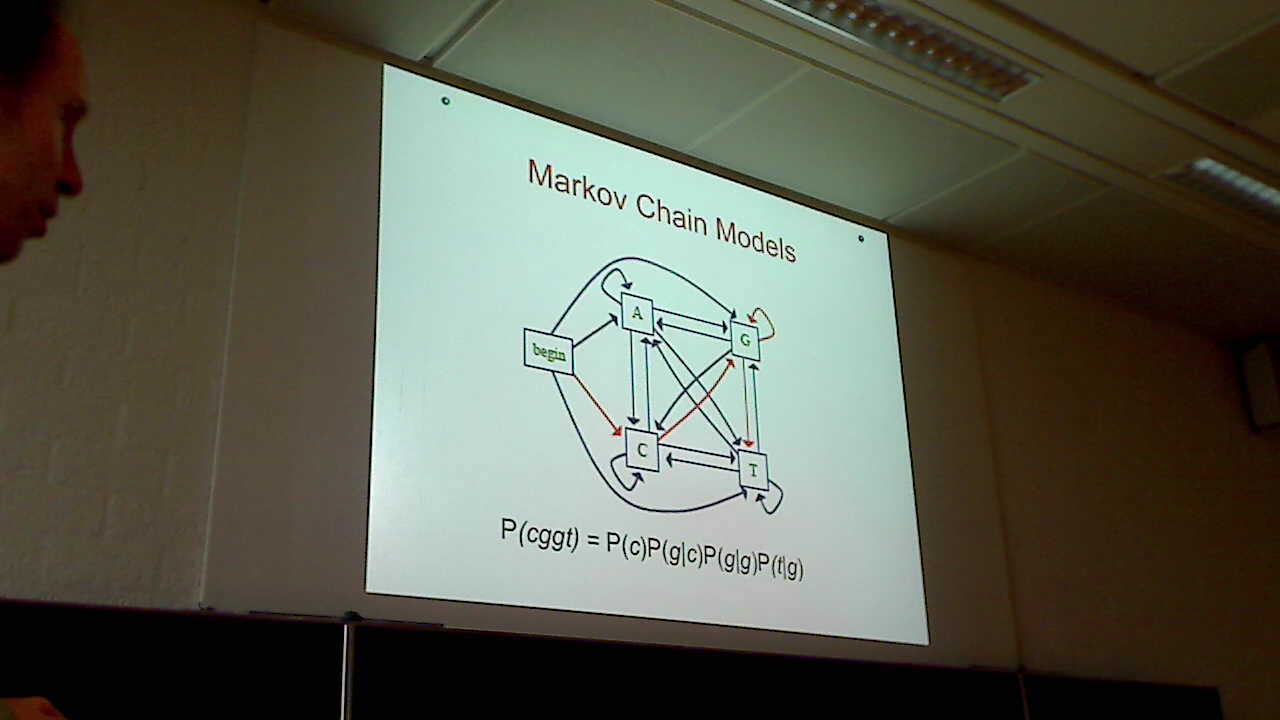 Markov Chain Models
A
G
begin
C
T
P(cggt) = P(c)P(g|c)P(g|g)P(t|g)